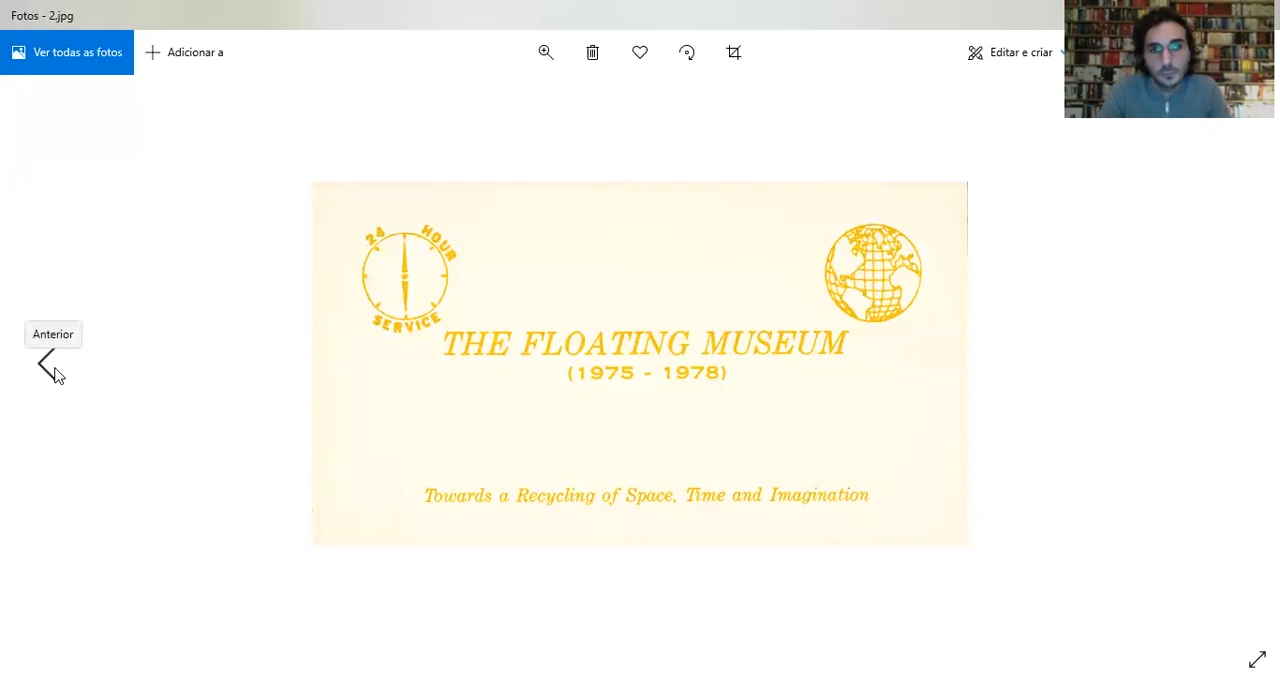 Fotos - 2.jpg
Ver todas as fotos
Adicionar a
Editar e criar
24 HOUR
SERVICE
THE FLOATING MUSEUM
(1975 - 1978)
Anterior
Towards a Recycling of Space, Time and Imagination